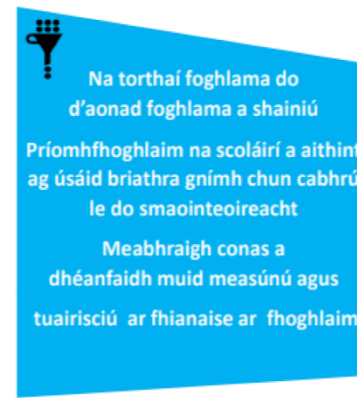 Na torthaí foghlama do
d'aonad foghlama a shainiú
Príomhfhoghlaim na scoláirí a aithint
ag úsáid briathra gnímh chun cabhrú
le do smaointeoireacht
Meabhraigh conas a
dhéanfaidh muid measúnú agus
tuairisciú ar fhianaise ar fhoghlaim